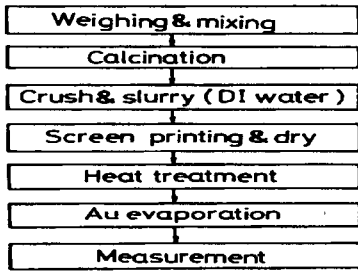 Weighing & mixing
Calcination
Crush & slurry (DI water)
Screen printing & dry
Heat treatment
Au evaporation
Measurement